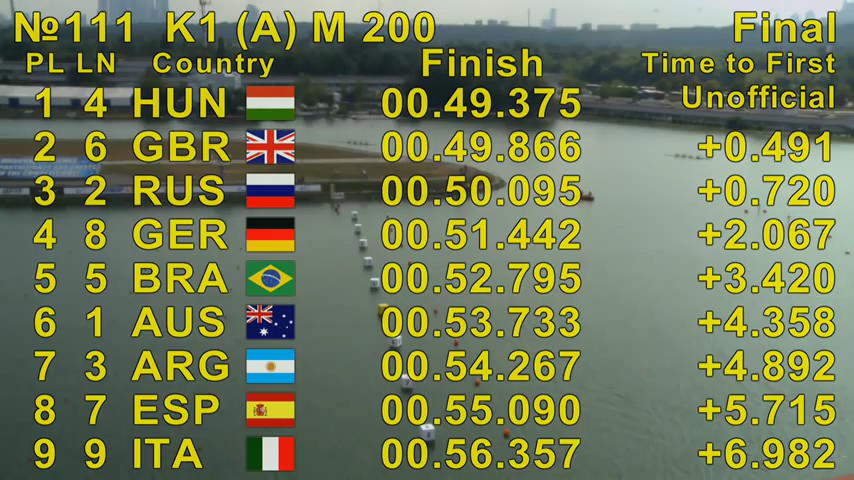 №111 K1 (A) M 200 Final
PL LN Country Finish Time to First
1 4 HUN 00.49.375 Unofficial
2 6 GBR 00.49.866 +0.491
3 2 RUS 00.50.095 +0.720
4 8 GER 00.51.442 +2.067
5 5 BRA 00.52.795 +3.420
6 1 AUS 00.53.733 +4.358
7 3 ARG 00.54.267 +4.892
8 7 ESP 00.55.090 +5.715
9 9 ITA 00.56.357 +6.982